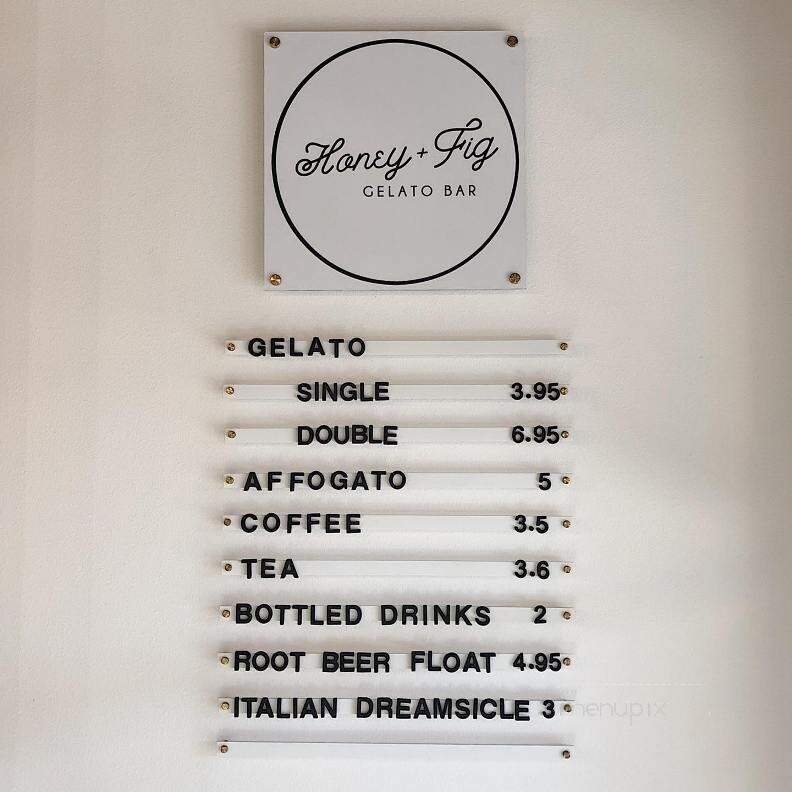 Honey + Fig
GELATO BAR
GELATO
SINGLE 3.95
DOUBLE 6.95
AFFOGATO 5
COFFEE 3.5
TEA 3.6
BOTTLED DRINKS 2
ROOT BEER FLOAT 4.95
ITALIAN DREAMSICLE 3
menupix